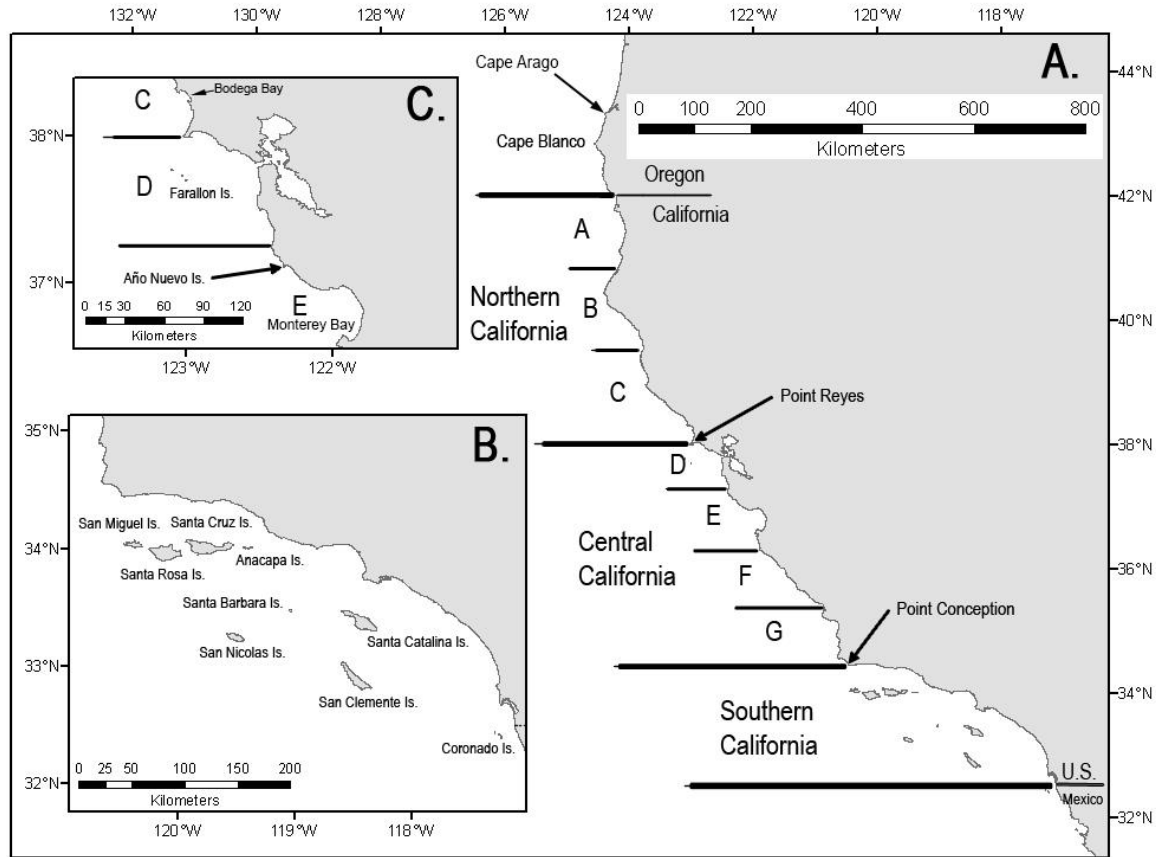 132°W
126°W
124°W
122°W
120°W
118°W
A.
44°N
42°N
40°N
38°N
36°N
34°N
32°N
Cape Arago
Cape Blanco
0 100 200 400 600 800
Kilometers
Oregon
California
A
B
Northern
California
C
Point Reyes
D
E
Central
California
F
G
Point Conception
Southern
California
U.S.
Mexico
C.
C
Bodega Bay
38°N
D
Farallon Is.
Año Nuevo Is.
37°N
E
Monterey Bay
0 15 30 60 90 120
Kilometers
123°W
122°W
B.
35°N
San Miguel Is.
Santa Cruz Is.
34°N
Anacapa Is.
Santa Rosa Is.
Santa Barbara Is.
Santa Catalina Is.
San Nicolas Is.
33°N
San Clemente Is.
Coronado Is.
0 25 50 100 150 200
Kilometers
32°N
120°W
119°W
118°W